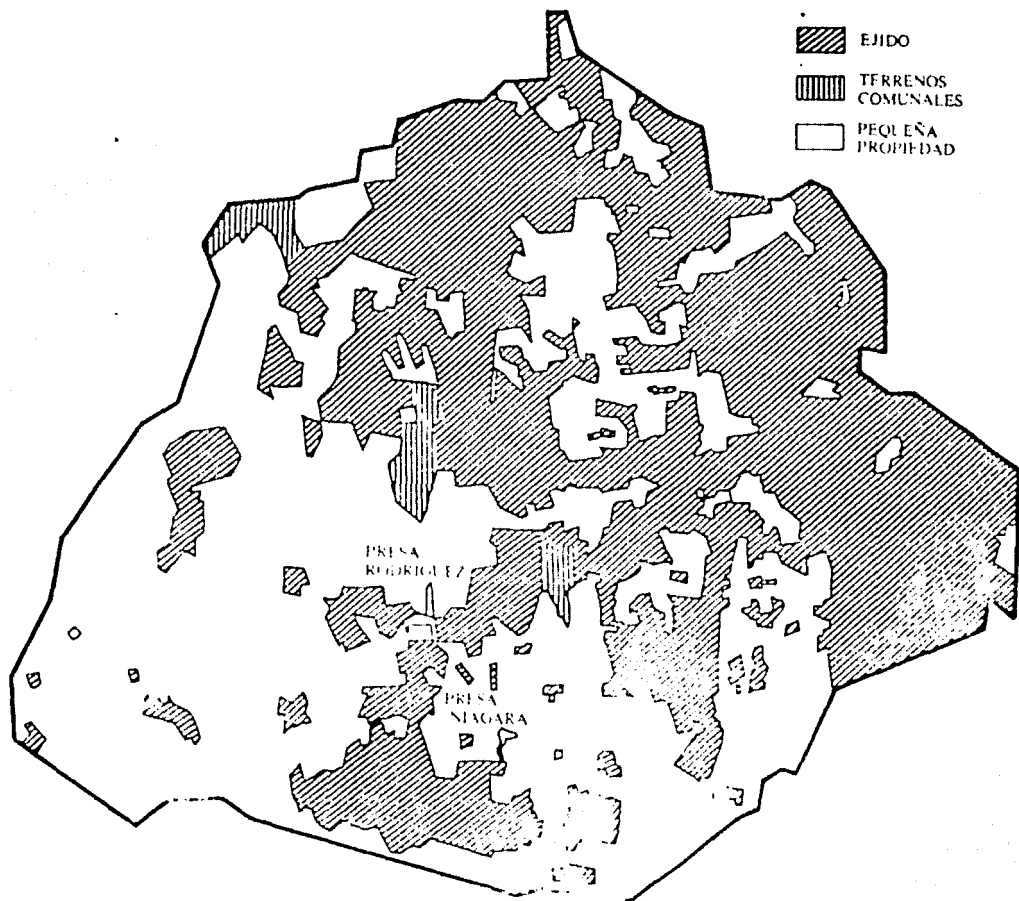 EJIDO
TERRENOS
COMUNALES
PEQUEÑA
PROPIEDAD
PRESA
RODRIGUEZ
PRESA
NIAGARA